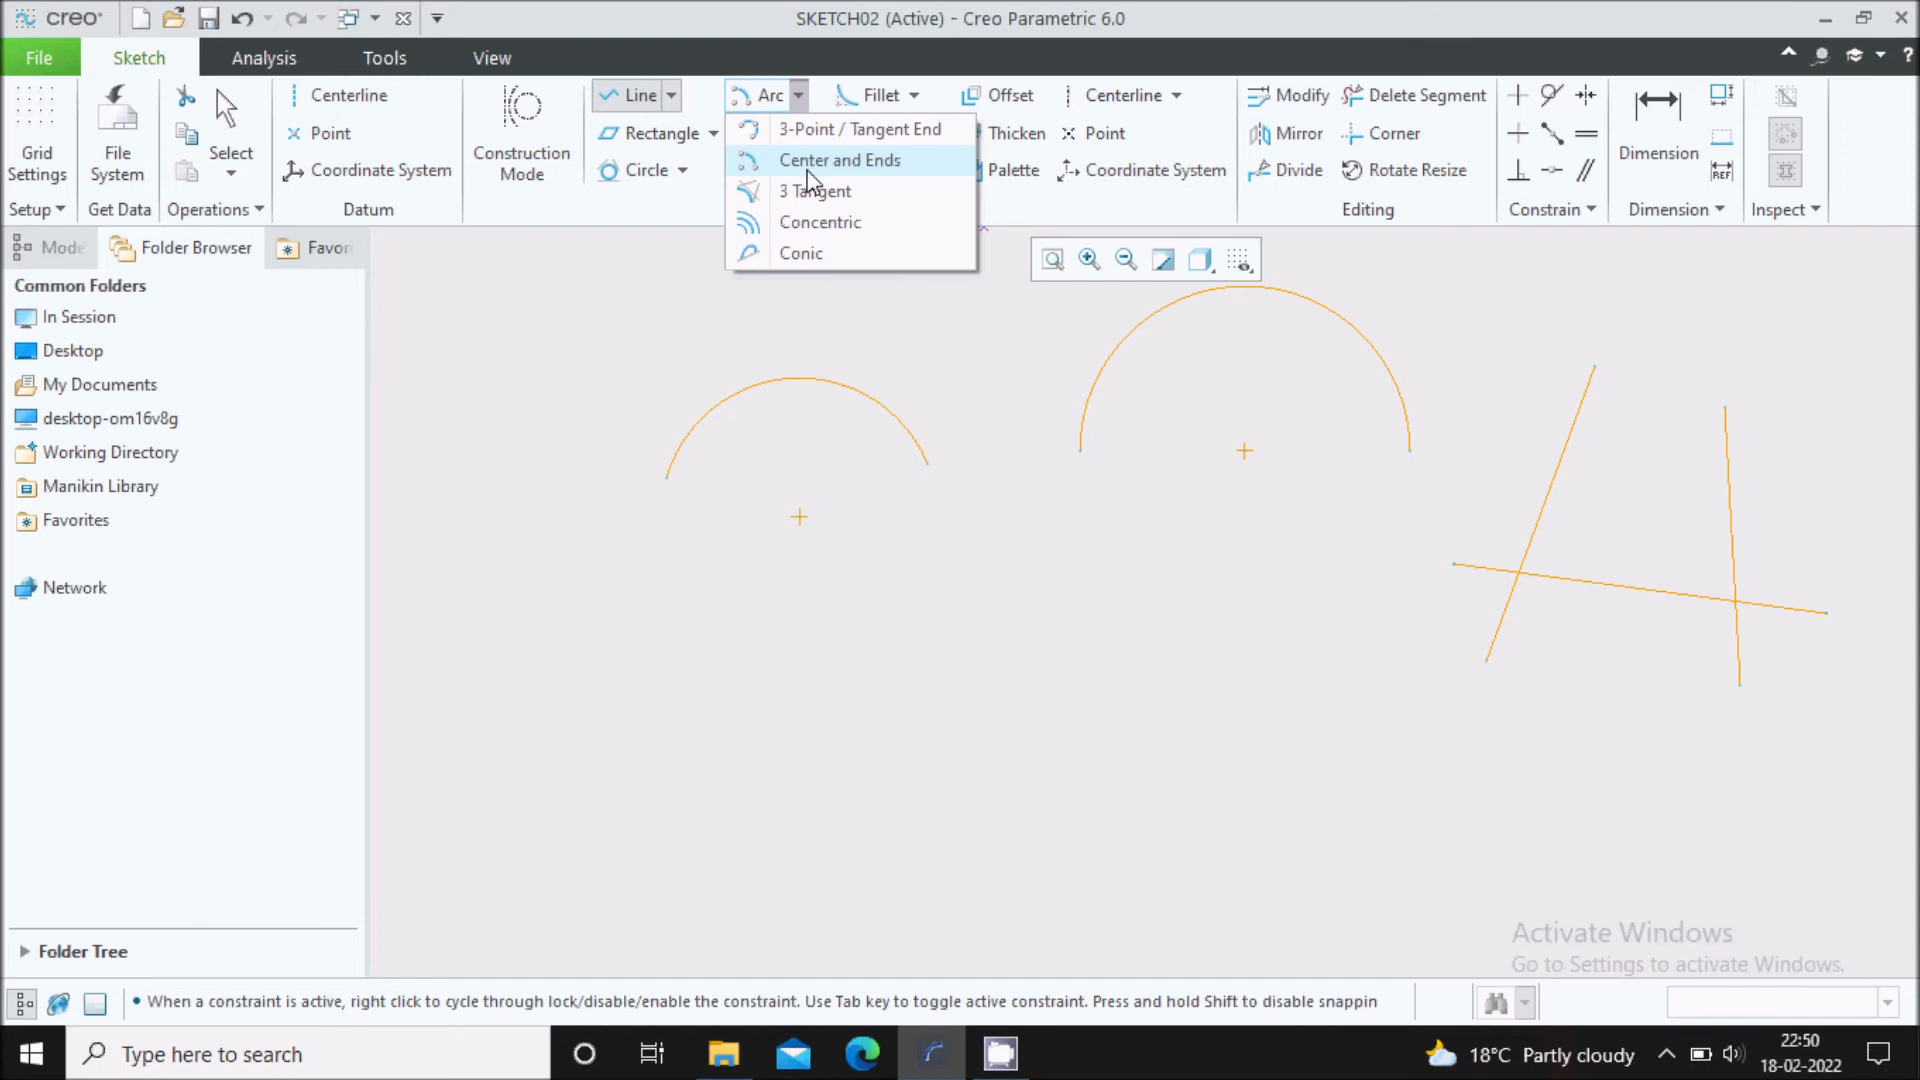 creo®
SKETCH02 (Active) - Creo Parametric 6.0
File
Sketch
Analysis
Tools
View
?
Grid
Settings
Setup
File
System
Get Data
Select
Operations
Centerline
Point
Coordinate System
Datum
Construction
Mode
Line
Rectangle
Circle
Arc
3-Point / Tangent End
Center and Ends
3 Tangent
Concentric
Conic
Fillet
Offset
Thicken
Palette
Centerline
Point
Coordinate System
Modify
Delete Segment
Mirror
Corner
Divide
Rotate Resize
Editing
Constrain
Dimension
REF
Dimension
Inspect
Mode
Folder Browser
Favori
Common Folders
In Session
Desktop
My Documents
desktop-om16v8g
Working Directory
Manikin Library
Favorites
Network
Folder Tree
Activate Windows
Go to Settings to activate Windows.
• When a constraint is active, right click to cycle through lock/disable/enable the constraint. Use Tab key to toggle active constraint. Press and hold Shift to disable snappin
Type here to search
18°C Partly cloudy
22:50
18-02-2022